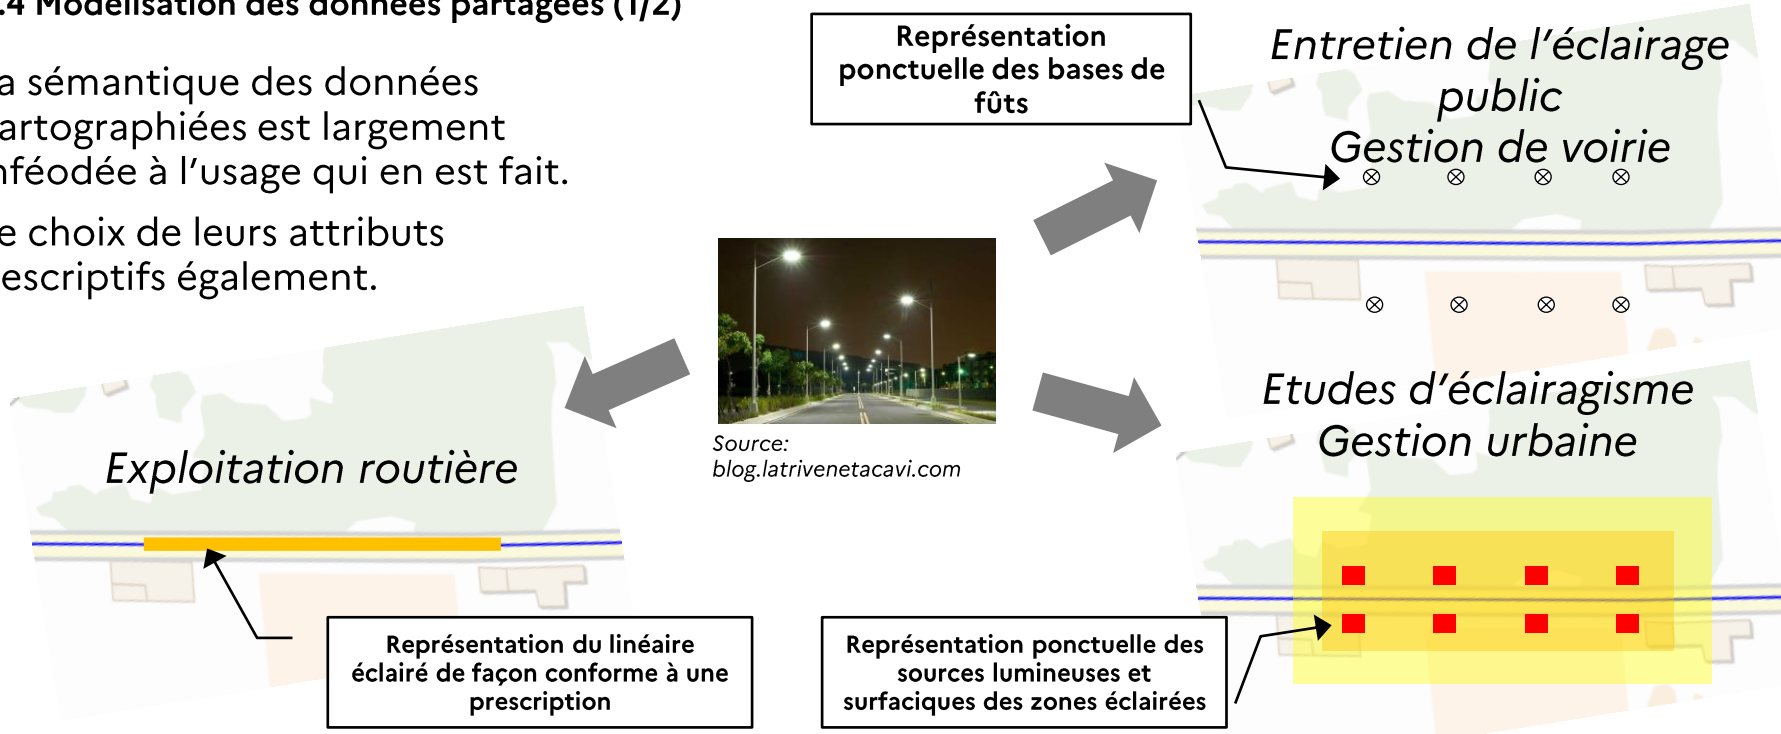 .4 Modélisation des données partagées (1/2)
a sémantique des données
artographiées est largement
nféodée à l'usage qui en est fait.
e choix de leurs attributs
escriptifs également.
Représentation
ponctuelle des bases de
fûts
Entretien de l'éclairage
public
Gestion de voirie
Source:
blog.latrivenetacavi.com
Etudes d'éclairagisme
Gestion urbaine
Exploitation routière
Représentation du linéaire
éclairé de façon conforme à une
prescription
Représentation ponctuelle des
sources lumineuses et
surfaciques des zones éclairées